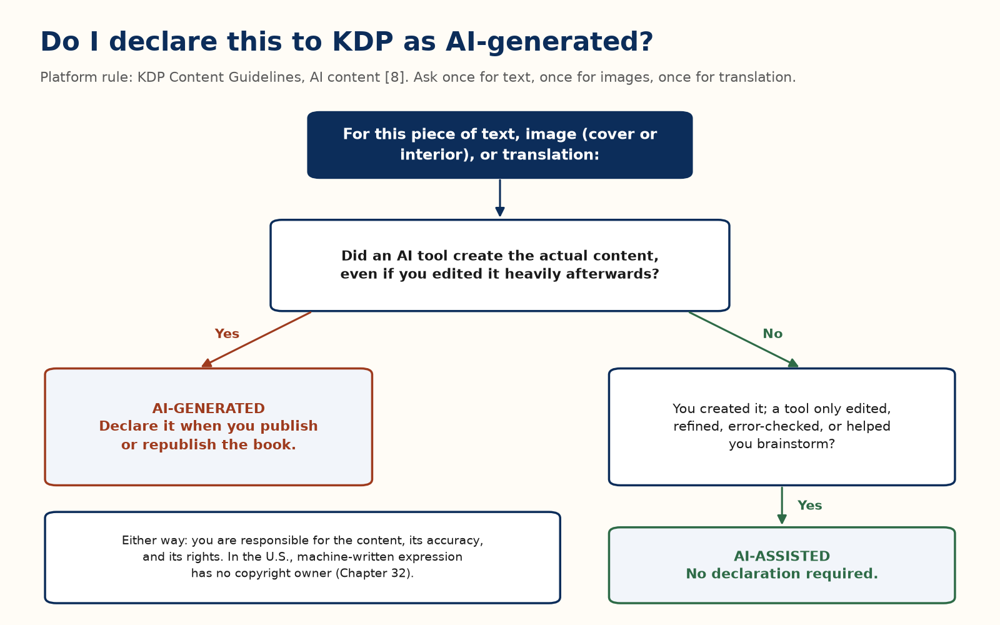 Do I declare this to KDP as AI-generated?
Platform rule: KDP Content Guidelines, AI content [8]. Ask once for text, once for images, once for translation.
For this piece of text, image (cover or
interior), or translation:
Did an AI tool create the actual content,
even if you edited it heavily afterwards?
Yes
No
AI-GENERATED
Declare it when you publish
or republish the book.
You created it; a tool only edited,
refined, error-checked, or helped
you brainstorm?
Yes
Either way: you are responsible for the content, its accuracy,
and its rights. In the U.S., machine-written expression
has no copyright owner (Chapter 32).
AI-ASSISTED
No declaration required.